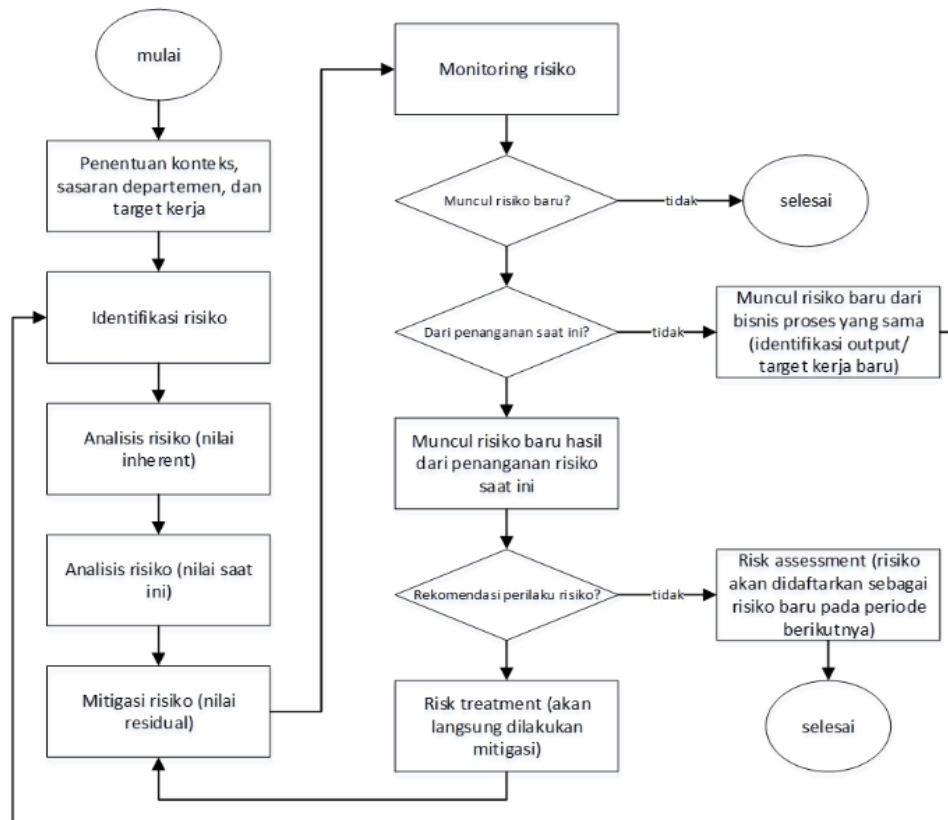 mulai
Penentuan konteks,
sasaran departemen, dan
target kerja
Identifikasi risiko
Analisis risiko (nilai
inherent)
Analisis risiko (nilai saat
ini)
Mitigasi risiko (nilai
residual)
Monitoring risiko
Muncul risiko baru?
tidak
selesai
Dari penanganan saat ini?
tidak
Muncul risiko baru dari
bisnis proses yang sama
(identifikasi output/
target kerja baru)
Muncul risiko baru hasil
dari penanganan risiko
saat ini
Rekomendasi perilaku risiko?
tidak
Risk assessment (risiko
akan didaftarkan sebagai
risiko baru pada periode
berikutnya)
Risk treatment (akan
langsung dilakukan
mitigasi)
selesai